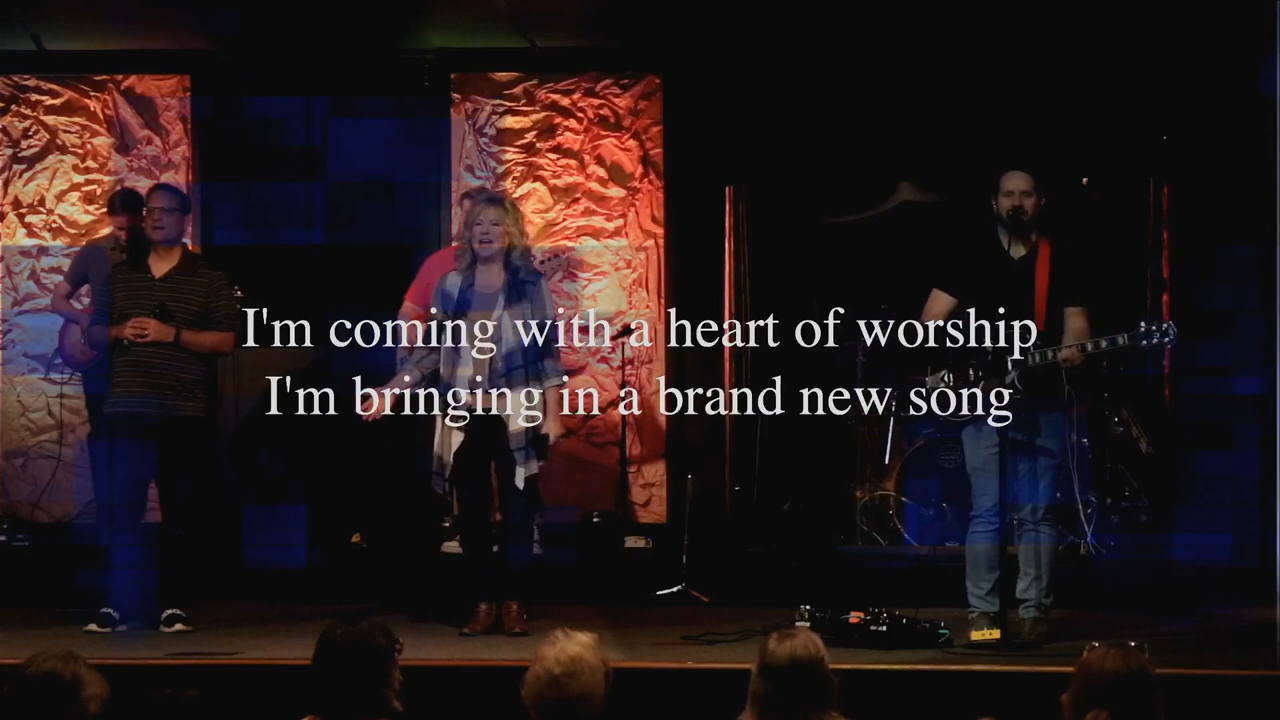 I'm coming with a heart of worship
I'm bringing in a brand new song